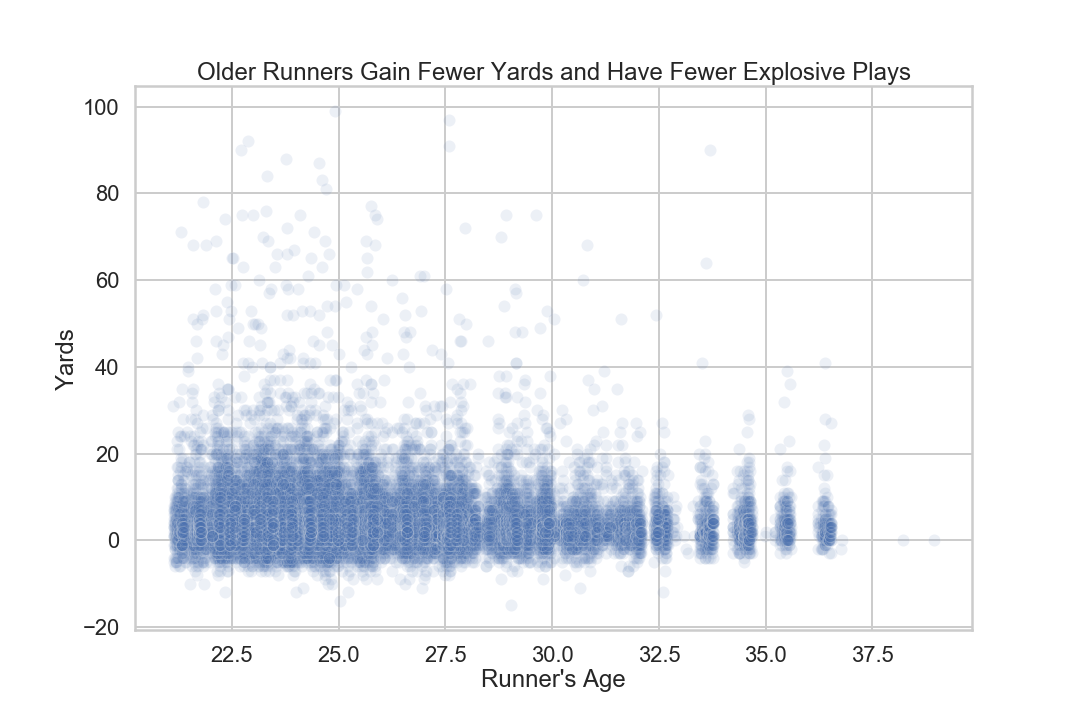 Older Runners Gain Fewer Yards and Have Fewer Explosive Plays
100
80
60
40
20
0
−20
Yards
22.5 25.0 27.5 30.0 32.5 35.0 37.5
Runner's Age